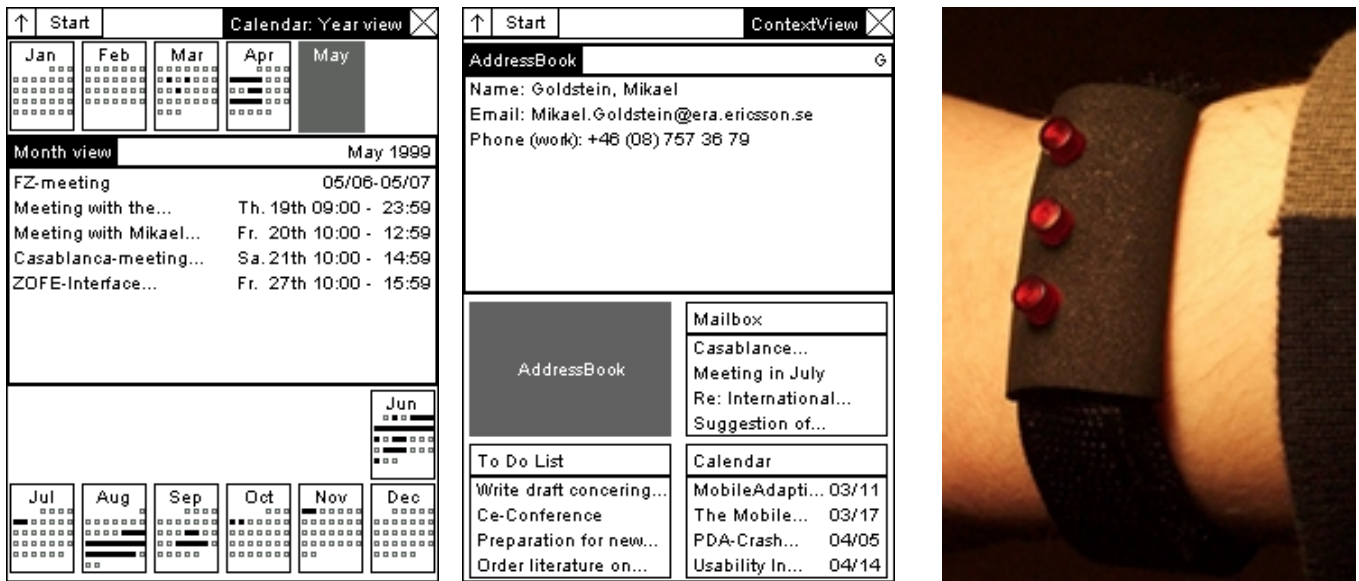 ↑ Start Calendar: Year view
Jan Feb Mar Apr May
Month view May 1999
FZ-meeting 05/06-05/07
Meeting with the... Th. 19th 09:00 - 23:59
Meeting with Mikael... Fr. 20th 10:00 - 12:59
Casablanca-meeting... Sa. 21th 10:00 - 14:59
ZOFE-Interface... Fr. 27th 10:00 - 15:59
Jun
Jul Aug Sep Oct Nov Dec
↑ Start ContextView
AddressBook G
Name: Goldstein, Mikael
Email: Mikael.Goldstein@era.ericsson.se
Phone (work): +46 (08) 757 36 79
AddressBook
Mailbox
Casablance...
Meeting in July
Re: International...
Suggestion of...
To Do List
Write draft concering...
Ce-Conference
Preparation for new...
Order literature on...
Calendar
MobileAdapti... 03/11
The Mobile... 03/17
PDA-Crash... 04/05
Usability In... 04/14